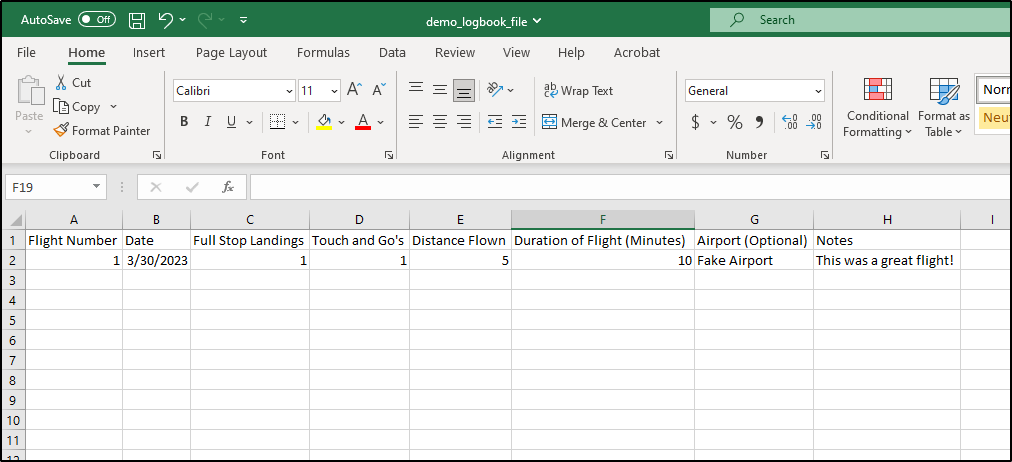 AutoSave Off demo_logbook_file Search
File Home Insert Page Layout Formulas Data Review View Help Acrobat
Paste Cut Copy Format Painter
Calibri 11 A A
B I U A
ab Wrap Text
Merge & Center
General
$ % 9 .00 .00
Conditional Formatting
Format as Table
Norr
Neu
Clipboard Font Alignment Number
F19 fx
A B C D E F G H I
1 Flight Number Date Full Stop Landings Touch and Go's Distance Flown Duration of Flight (Minutes) Airport (Optional) Notes
2 1 3/30/2023 1 1 5 10 Fake Airport This was a great flight!
3
4
5
6
7
8
9
10
11